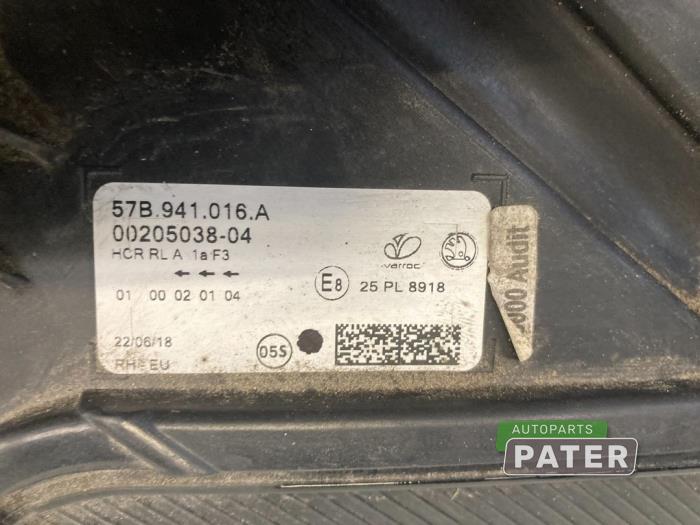 57B.941.016.A
00205038-04
HCR RL A 1a F3
←←←
01 00 02 01 04
varroc
E8 25 PL 8918
22/06/18
05S
RH-EU
000 Audit
AUTOPARTS
PATER